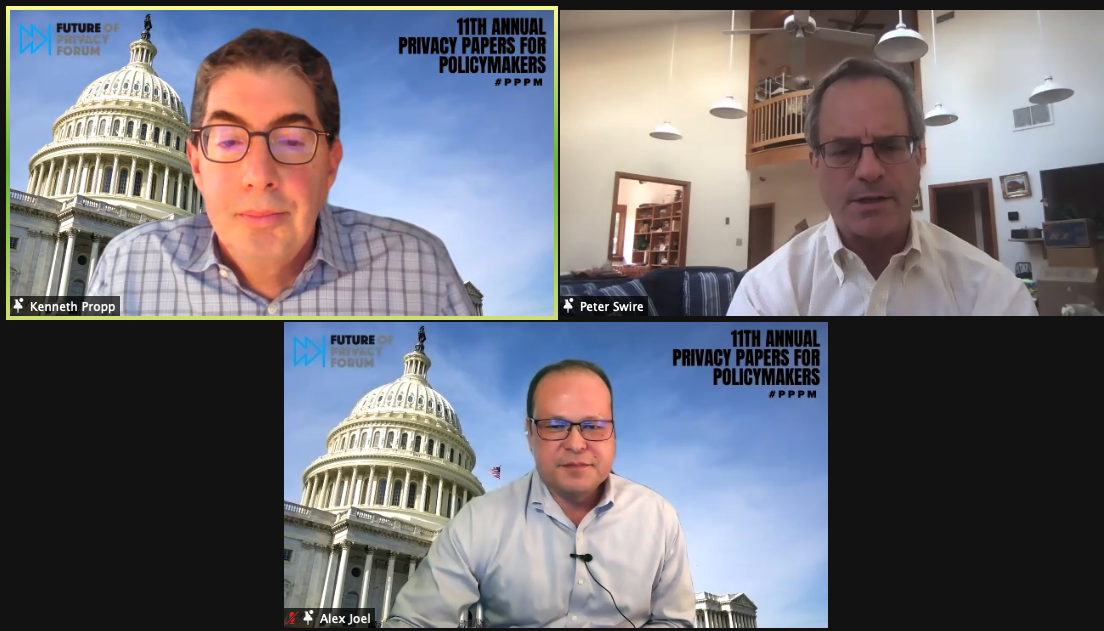 FUTURE OF
PRIVACY
FORUM
11TH ANNUAL
PRIVACY PAPERS FOR
POLICYMAKERS
#PPPM
Kenneth Propp
Peter Swire
FUTURE OF
PRIVACY
FORUM
11TH ANNUAL
PRIVACY PAPERS FOR
POLICYMAKERS
#PPPM
Alex Joel